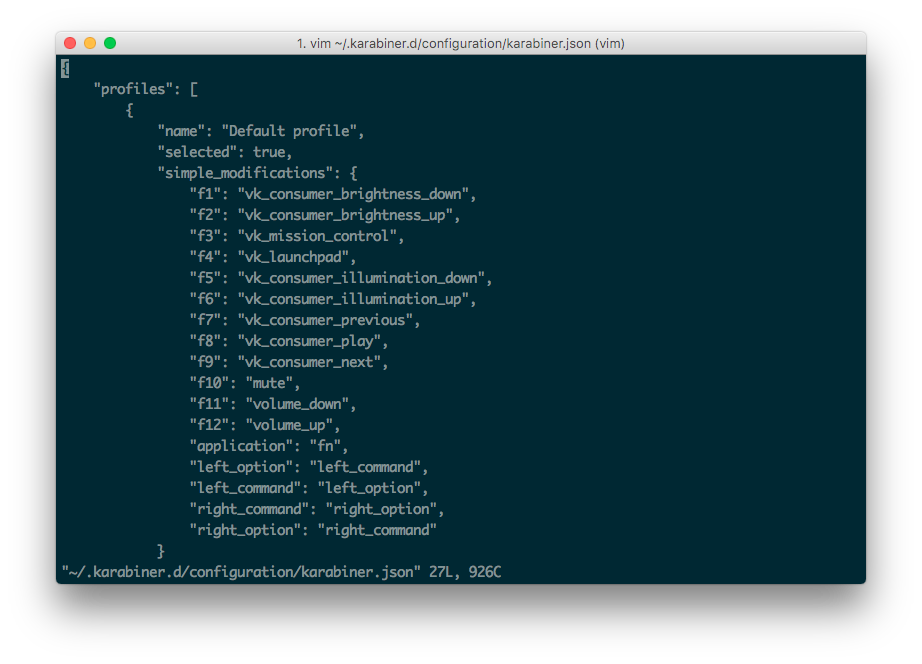 1. vim ~/.karabiner.d/configuration/karabiner.json (vim)
{
    "profiles": [
        {
            "name": "Default profile",
            "selected": true,
            "simple_modifications": {
                "f1": "vk_consumer_brightness_down",
                "f2": "vk_consumer_brightness_up",
                "f3": "vk_mission_control",
                "f4": "vk_launchpad",
                "f5": "vk_consumer_illumination_down",
                "f6": "vk_consumer_illumination_up",
                "f7": "vk_consumer_previous",
                "f8": "vk_consumer_play",
                "f9": "vk_consumer_next",
                "f10": "mute",
                "f11": "volume_down",
                "f12": "volume_up",
                "application": "fn",
                "left_option": "left_command",
                "left_command": "left_option",
                "right_command": "right_option",
                "right_option": "right_command"
            }
"~/.karabiner.d/configuration/karabiner.json" 27L, 926C